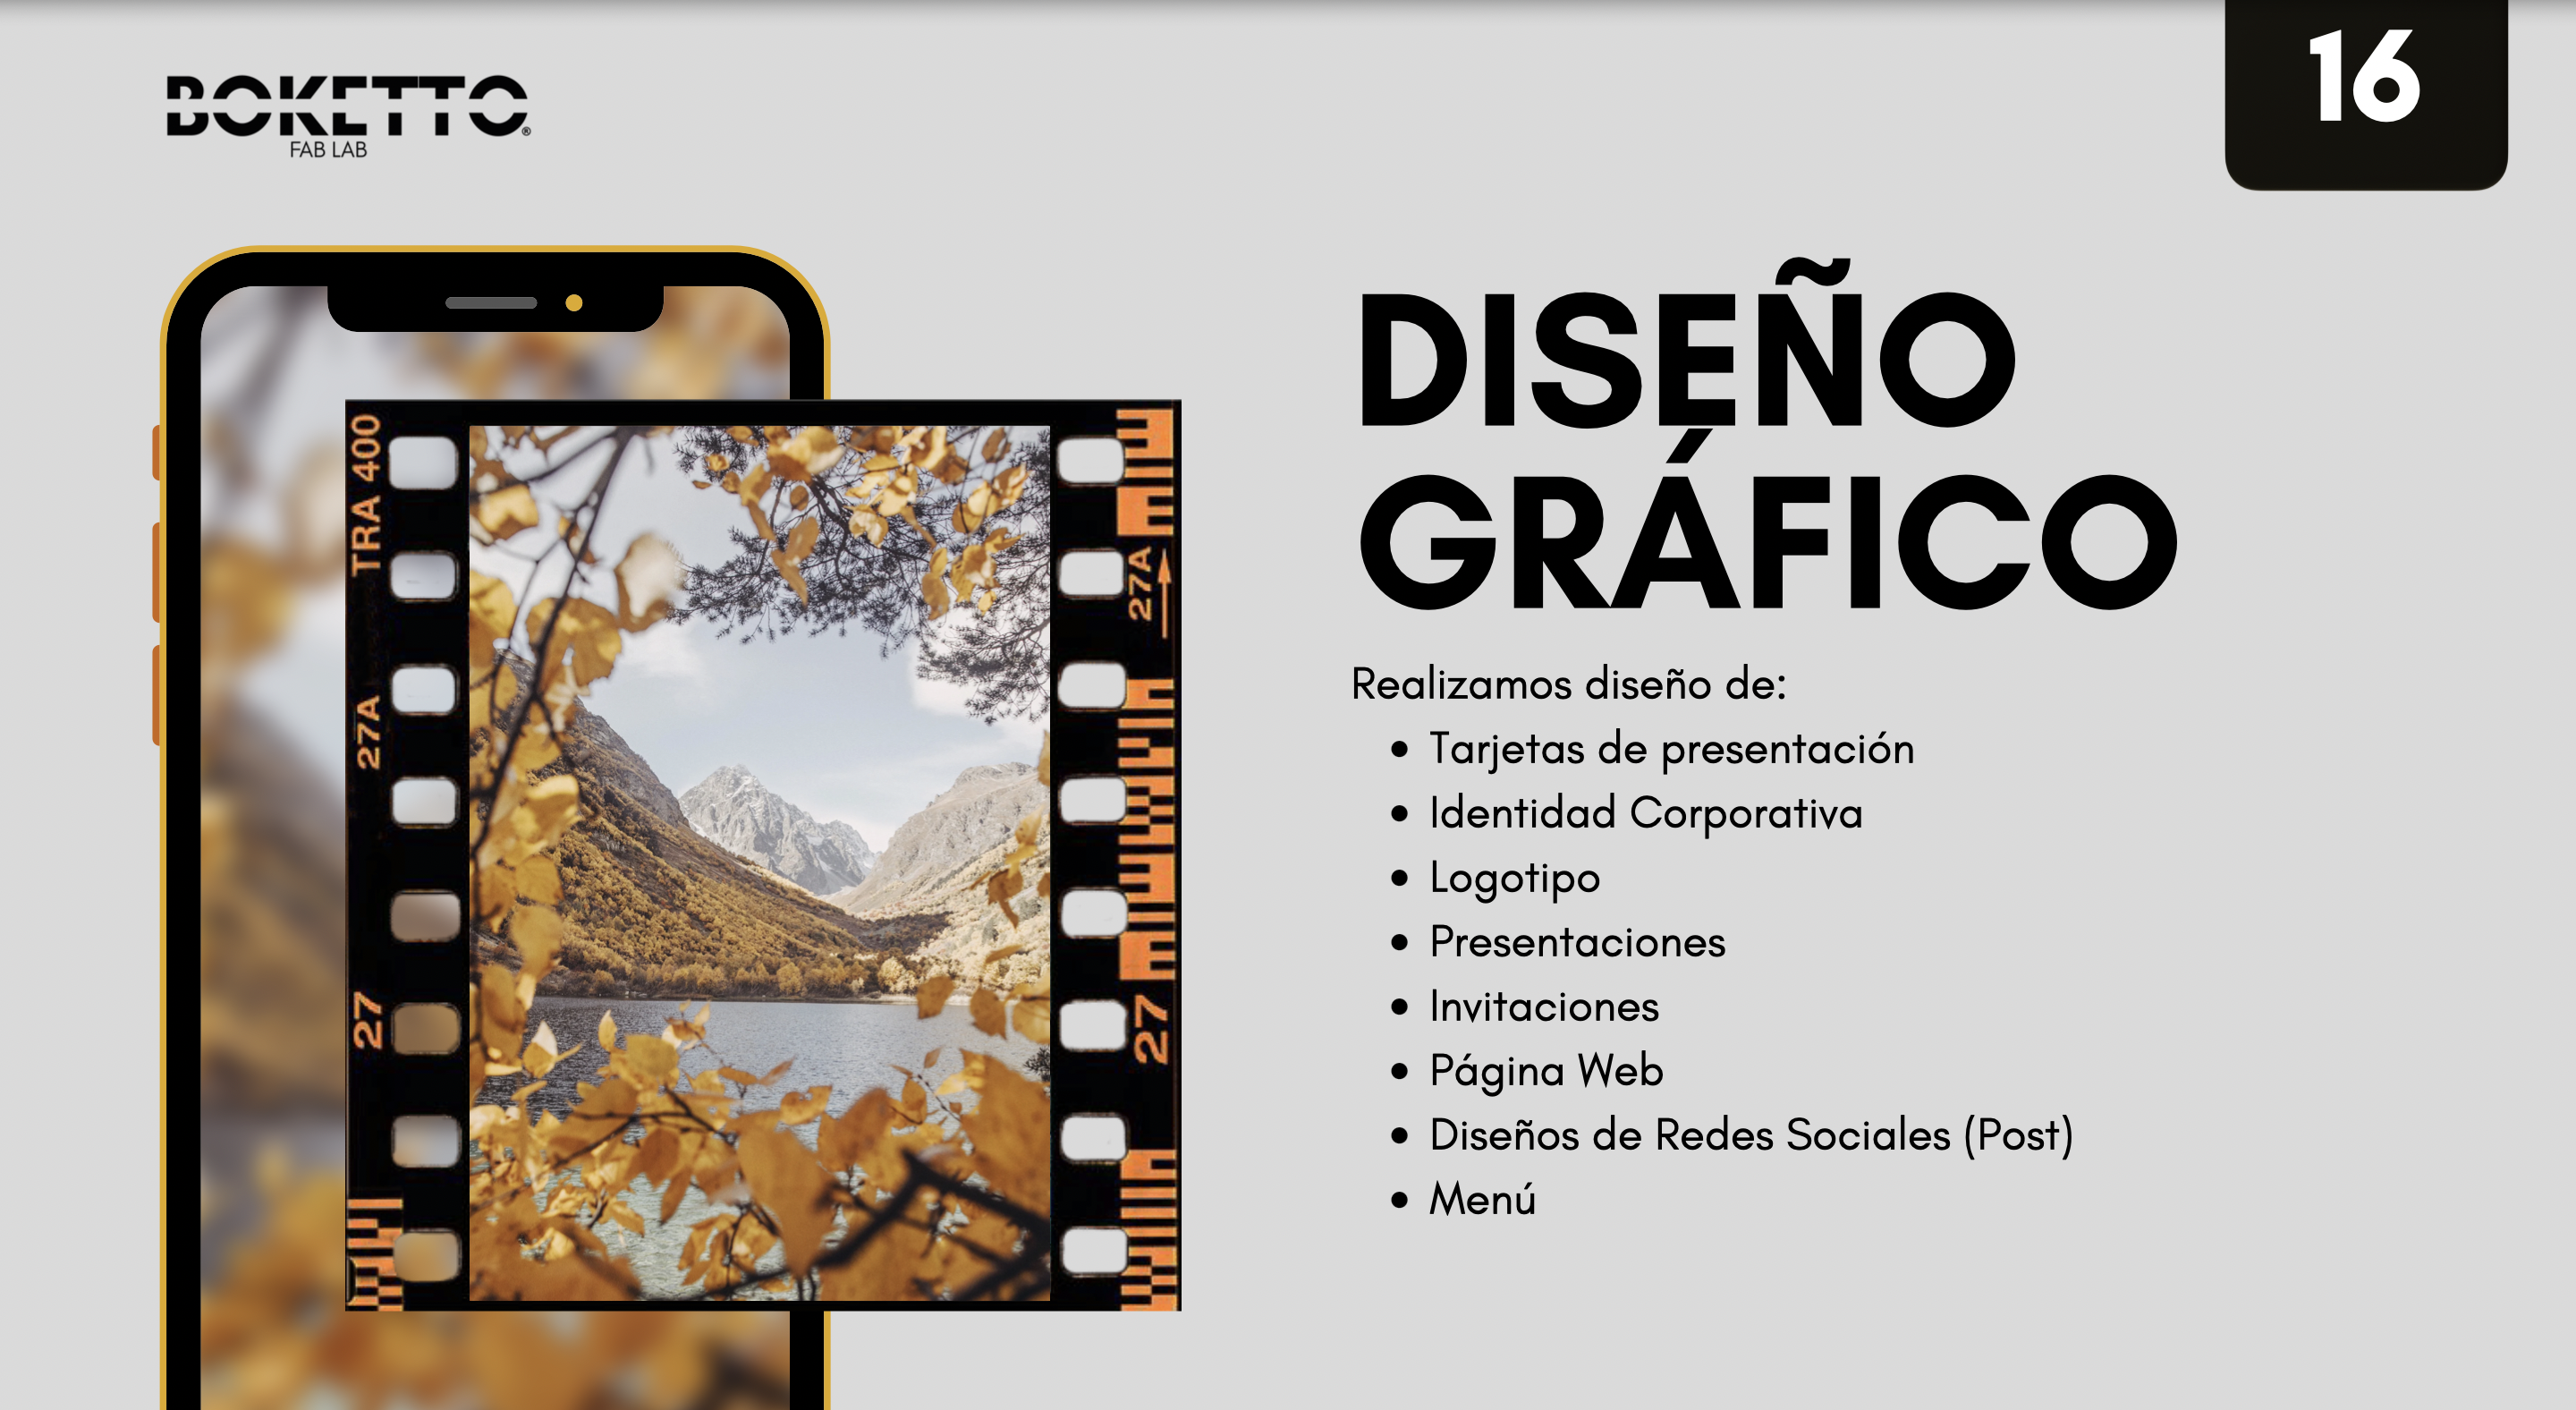 BOKETTO®
FAB LAB
16
TRA 400
27A
27
27A
27
DISEÑO
GRÁFICO
Realizamos diseño de:
• Tarjetas de presentación
• Identidad Corporativa
• Logotipo
• Presentaciones
• Invitaciones
• Página Web
• Diseños de Redes Sociales (Post)
• Menú